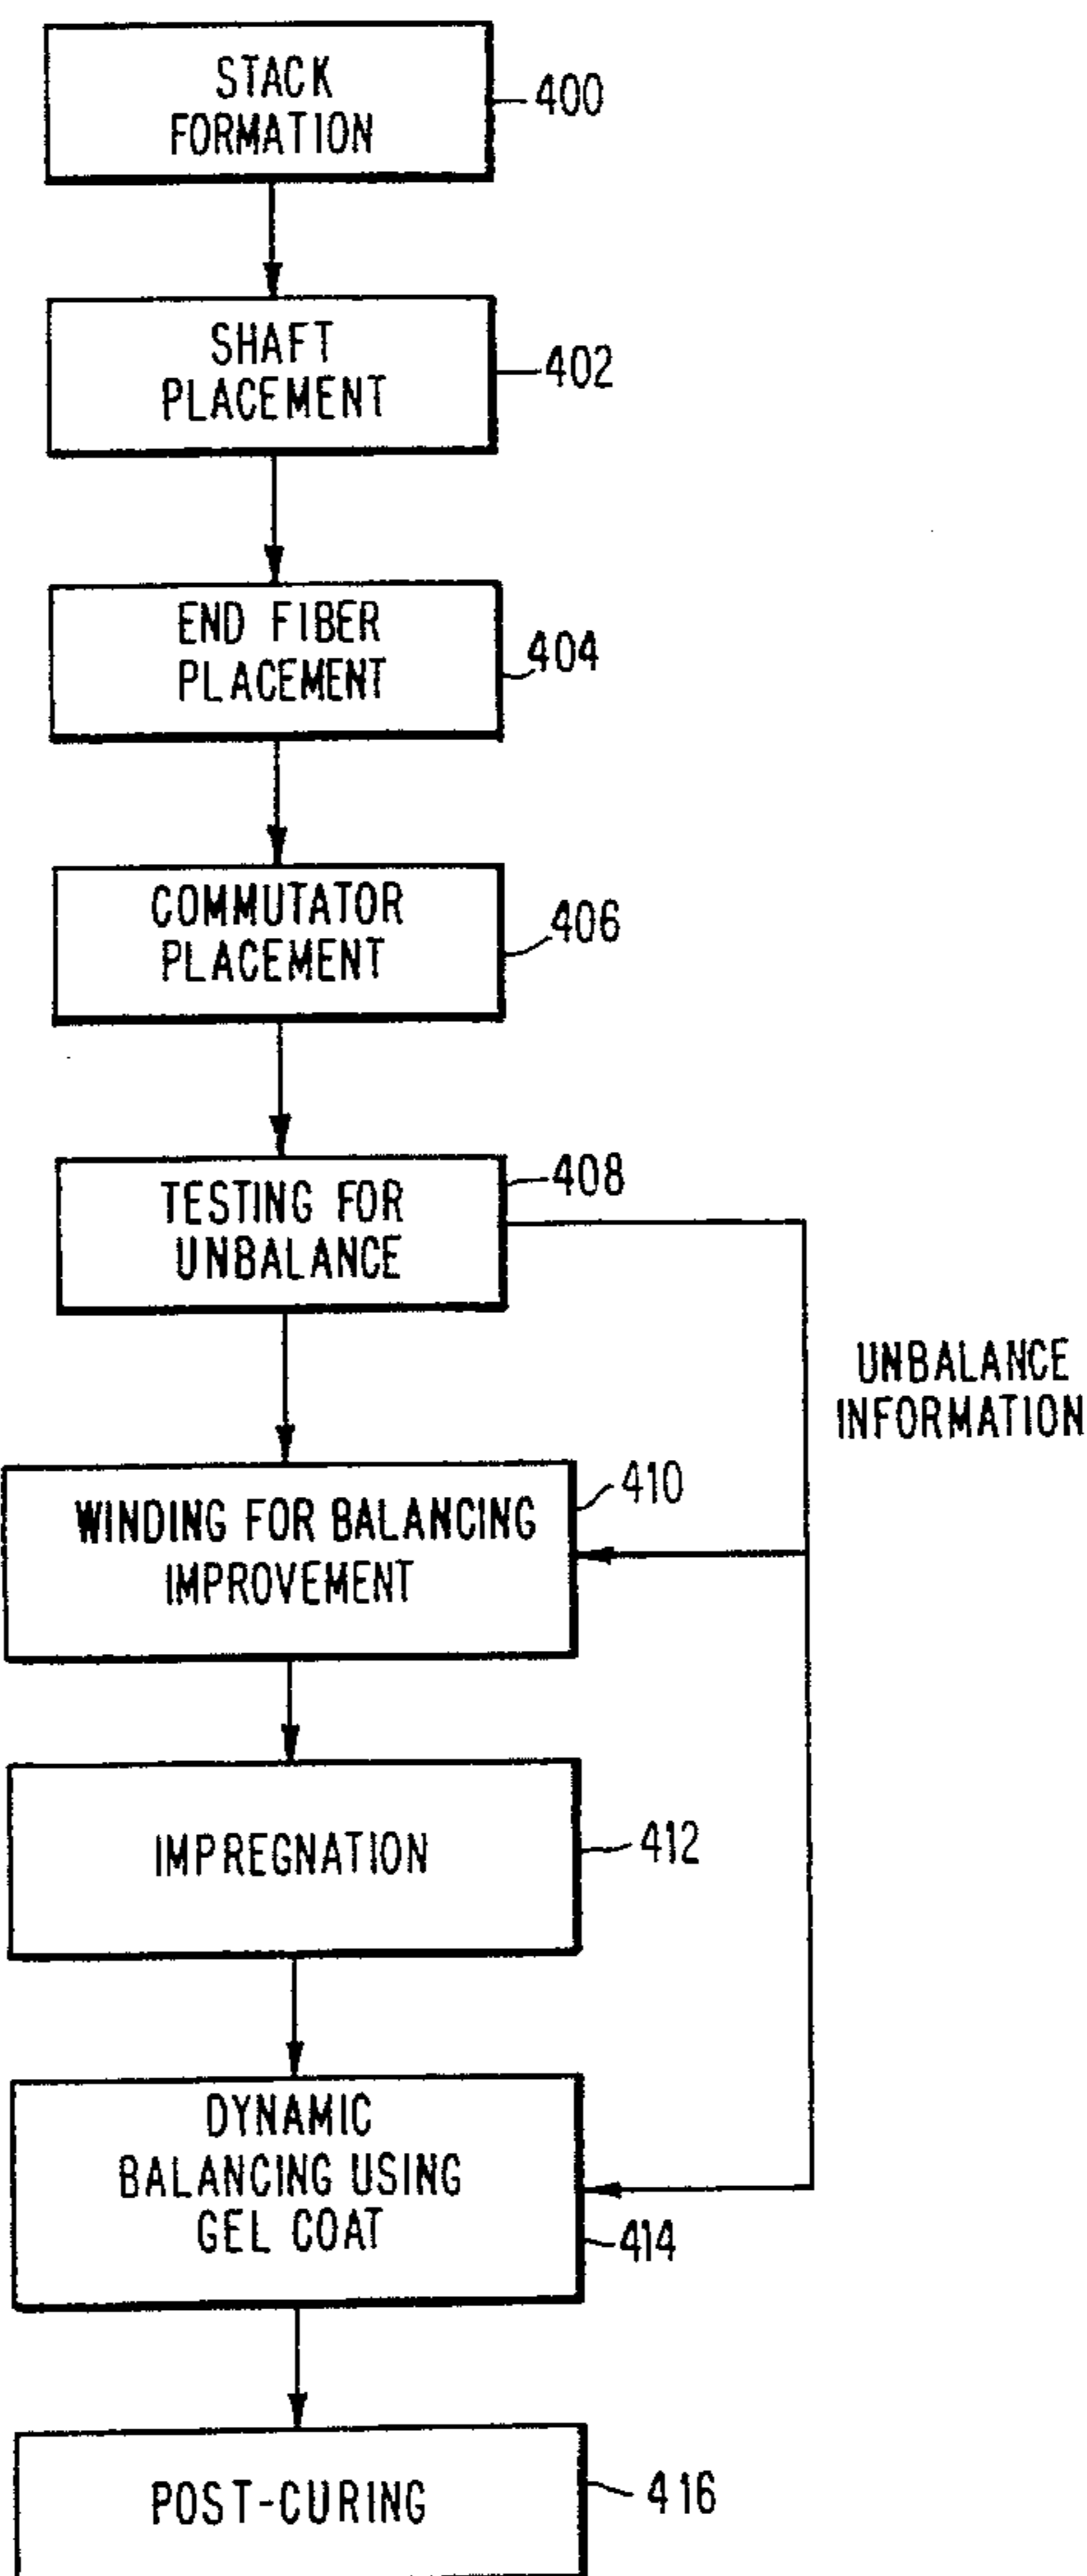 STACK
FORMATION
400
SHAFT
PLACEMENT
402
END FIBER
PLACEMENT
404
COMMUTATOR
PLACEMENT
406
TESTING FOR
UNBALANCE
408
UNBALANCE
INFORMATION
WINDING FOR BALANCING
IMPROVEMENT
410
IMPREGNATION
412
DYNAMIC
BALANCING USING
GEL COAT
414
POST-CURING
416